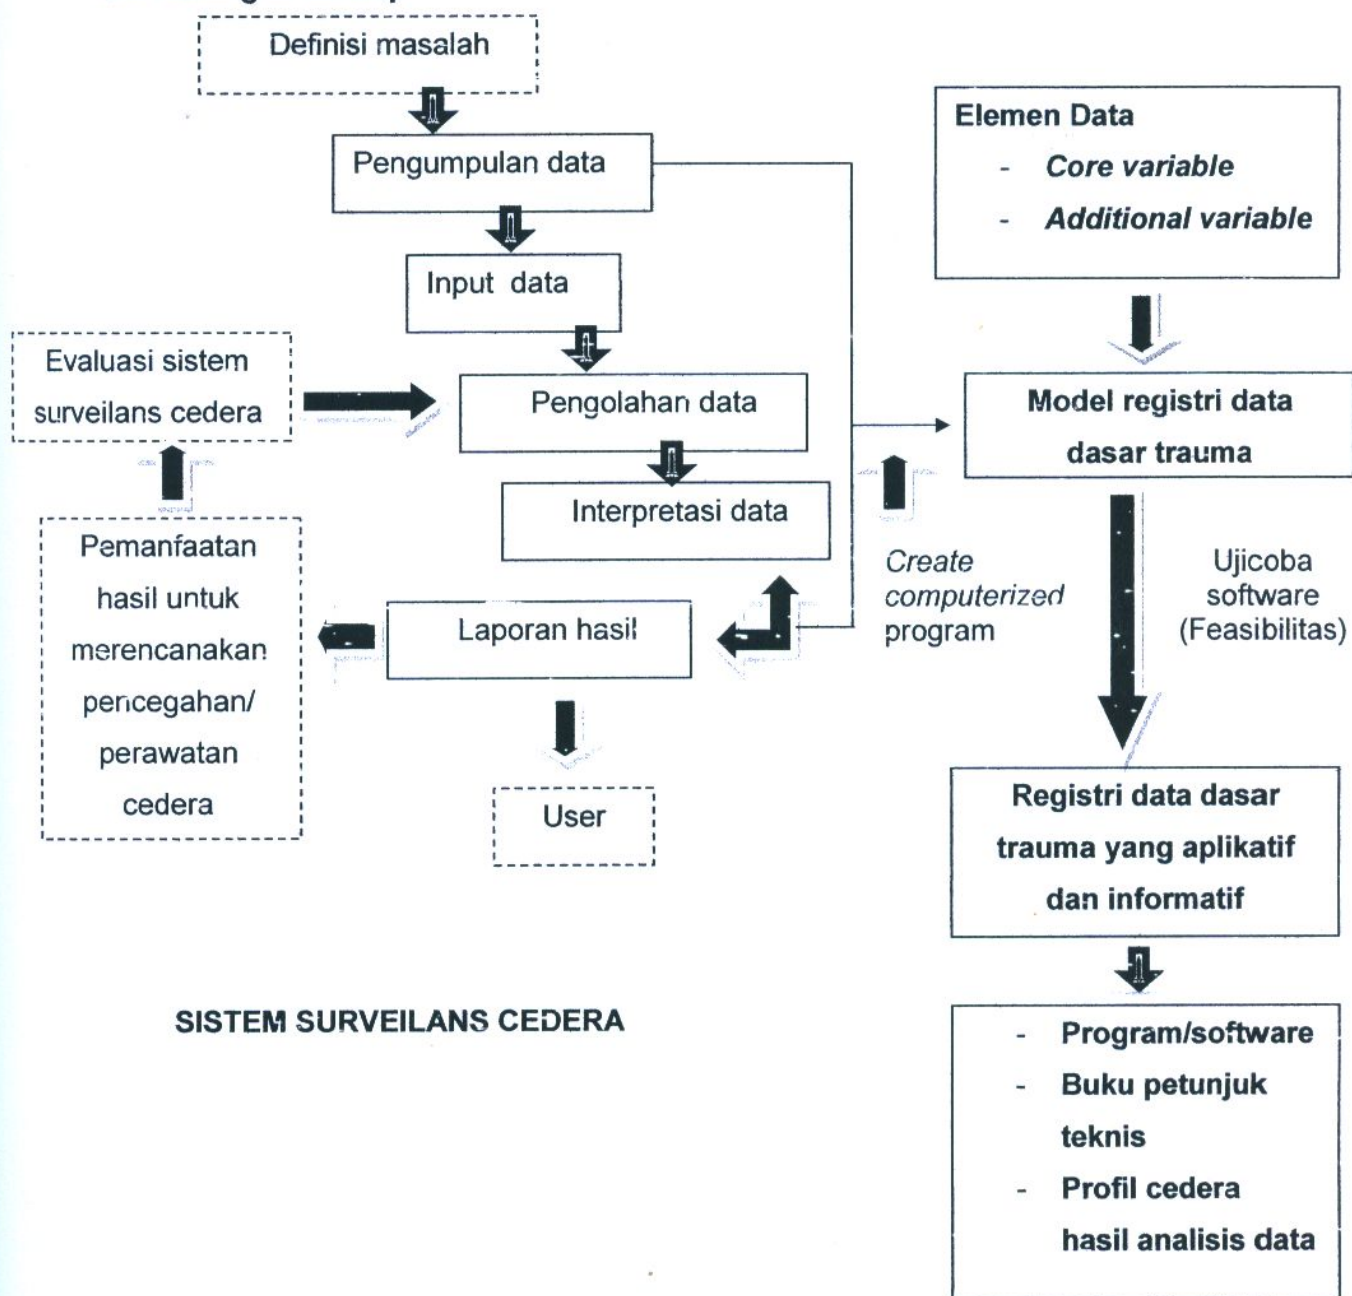 Definisi masalah
Pengumpulan data
Input data
Pengolahan data
Interpretasi data
Laporan hasil
User
Evaluasi sistem
surveilans cedera
Pemanfaatan
hasil untuk
merencanakan
pencegahan/
perawatan
cedera
SISTEM SURVEILANS CEDERA
Elemen Data
- Core variable
- Additional variable
Model registri data
dasar trauma
Create
computerized
program
Ujicoba
software
(Feasibilitas)
Registri data dasar
trauma yang aplikatif
dan informatif
- Program/software
- Buku petunjuk
teknis
- Profil cedera
hasil analisis data